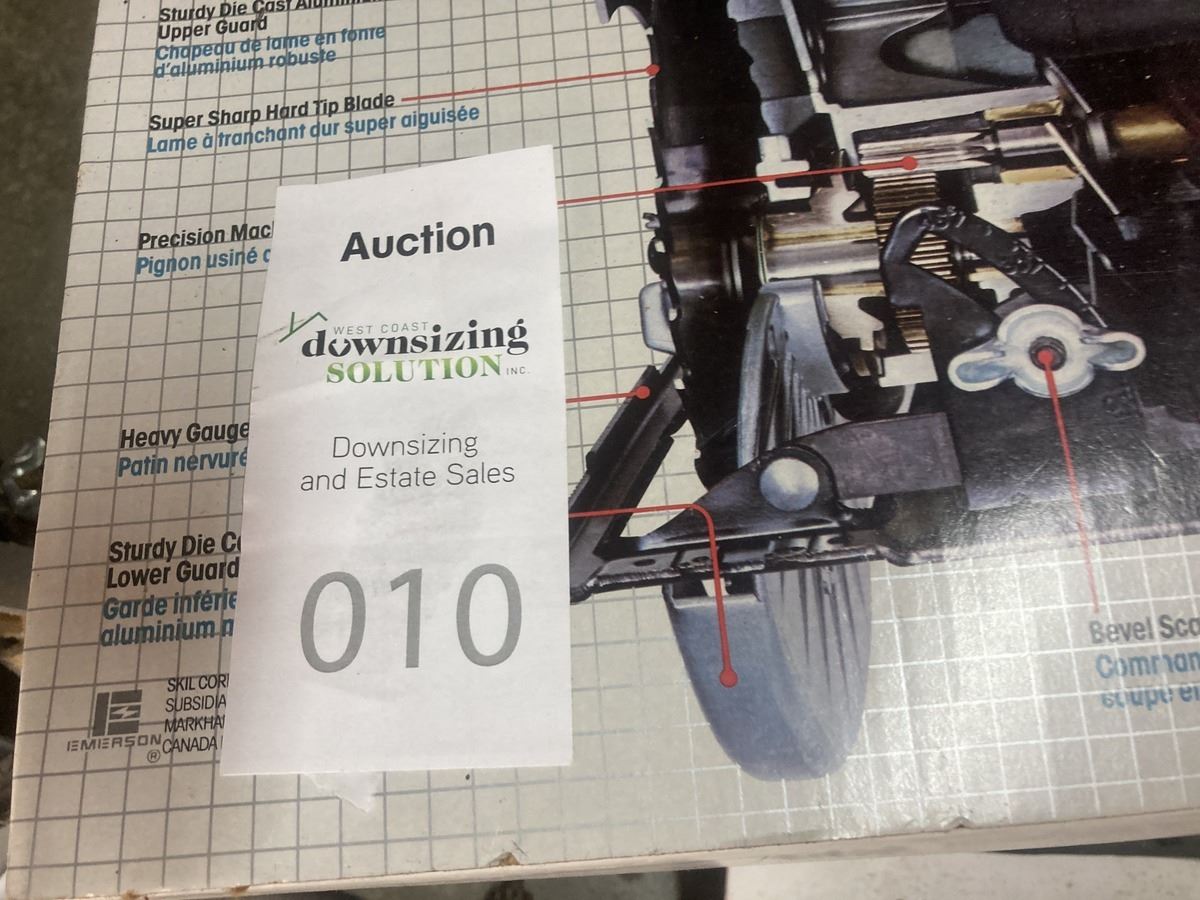 Sturdy Die Cast
Upper Guard
Chapeau de lame en fonte
d'aluminium robuste
Super Sharp Hard Tip Blade
Lame à tranchant dur super aiguisée
Precision Mac
Pignon usiné
Heavy Gauge
Patin nervuré
Sturdy Die C
Lower Guard
Garde inférie
aluminium
SKIL COR
SUBSIDIA
MARKHA
CANADA
EMERSON
®
Auction
WEST COAST
downsizing
SOLUTION INC.
Downsizing
and Estate Sales
010
Bevel Sca
Comman